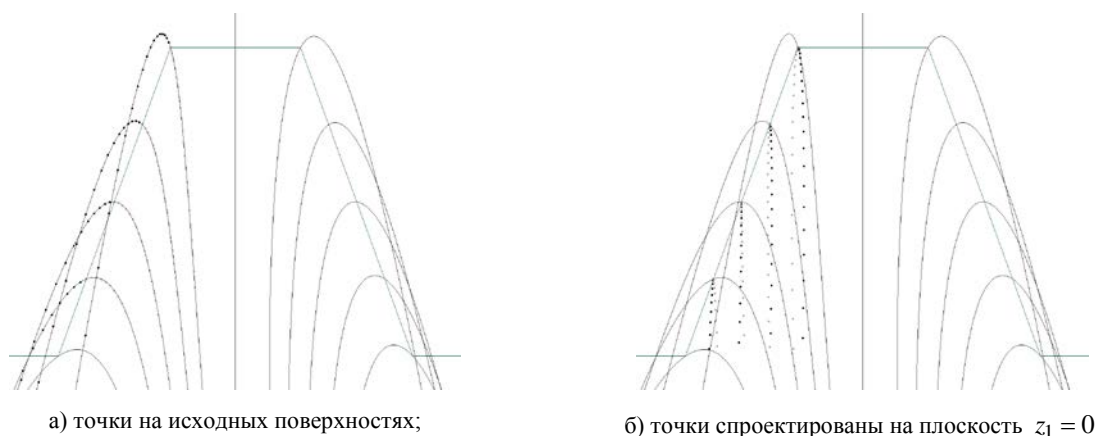 а) точки на исходных поверхностях;
б) точки спроектированы на плоскость z₁ = 0